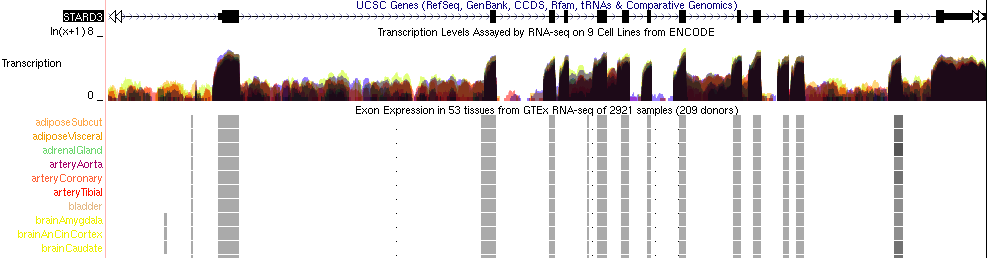 UCSC Genes (RefSeq, GenBank, CCDS, Rfam, tRNAs & Comparative Genomics)
STARD3
Transcription Levels Assayed by RNA-seq on 9 Cell Lines from ENCODE
ln(x+1) 8 _
Transcription
0 _
Exon Expression in 53 tissues from GTEx RNA-seq of 2921 samples (209 donors)
adiposeSubcut
adiposeVisceral
adrenalGland
arteryAorta
arteryCoronary
arteryTibial
bladder
brainAmygdala
brainAnCinCortex
brainCaudate